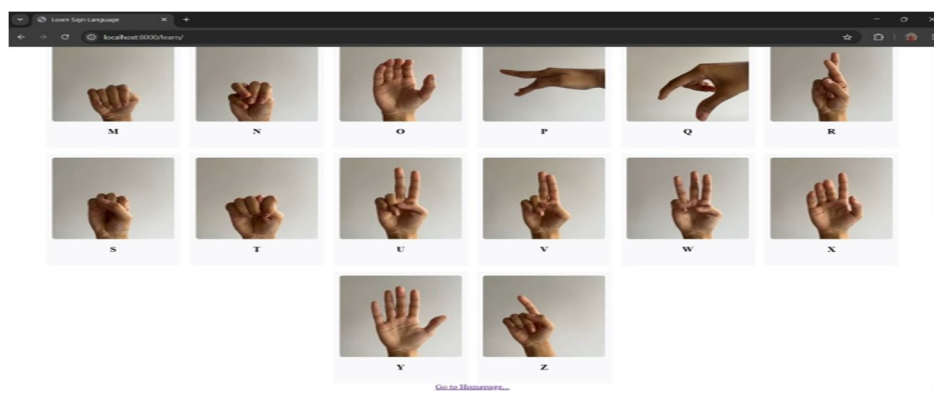 Learn Sign Language
localhost:8000/learn/
M N O P Q R
S T U V W X
Y Z
Go to Homepage...